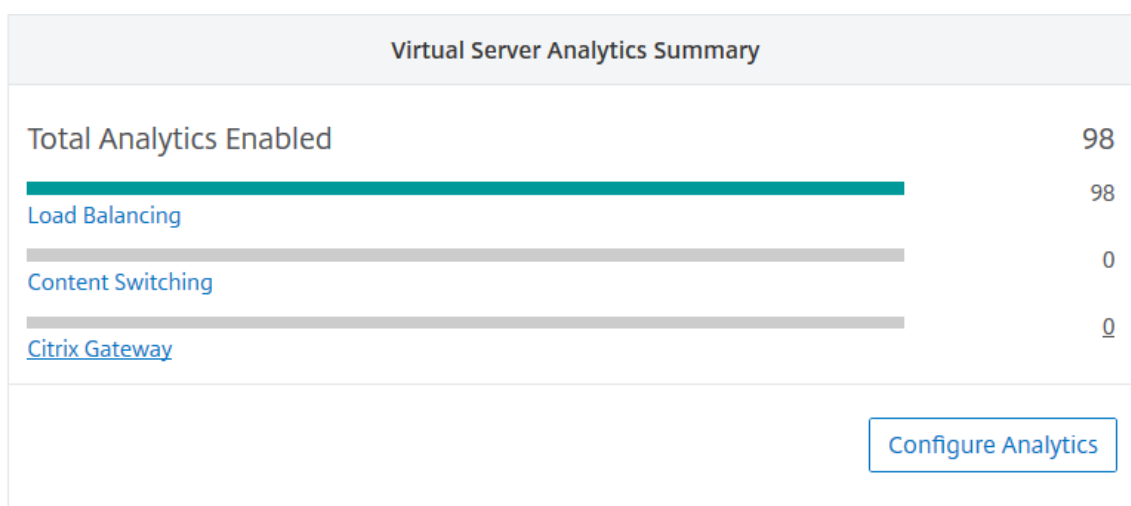 Virtual Server Analytics Summary
Total Analytics Enabled 98
98
Load Balancing
0
Content Switching
0
Citrix Gateway
Configure Analytics